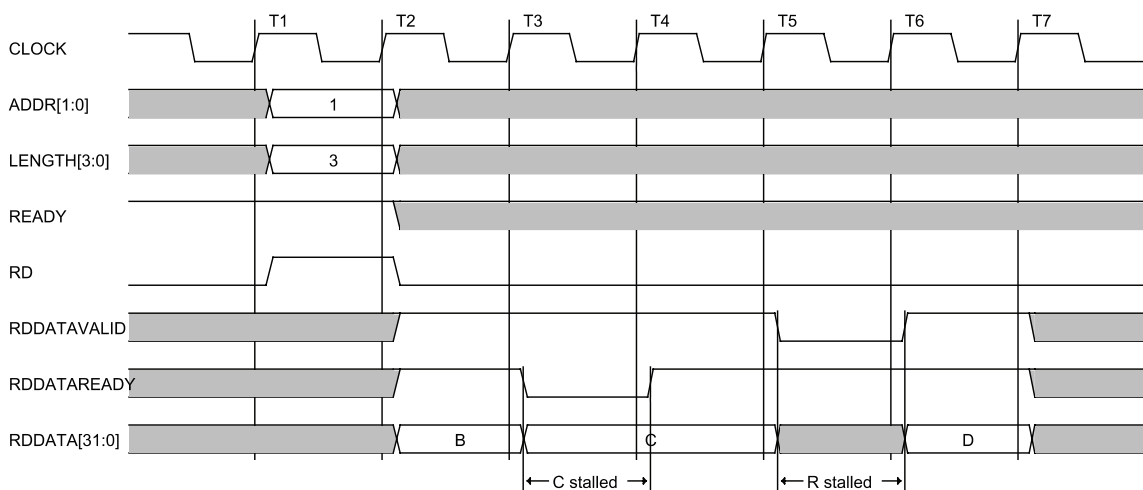 T1 T2 T3 T4 T5 T6 T7
CLOCK
ADDR[1:0] 1
LENGTH[3:0] 3
READY
RD
RDDATAVALID
RDDATAREADY
RDDATA[31:0] B C D
C stalled R stalled